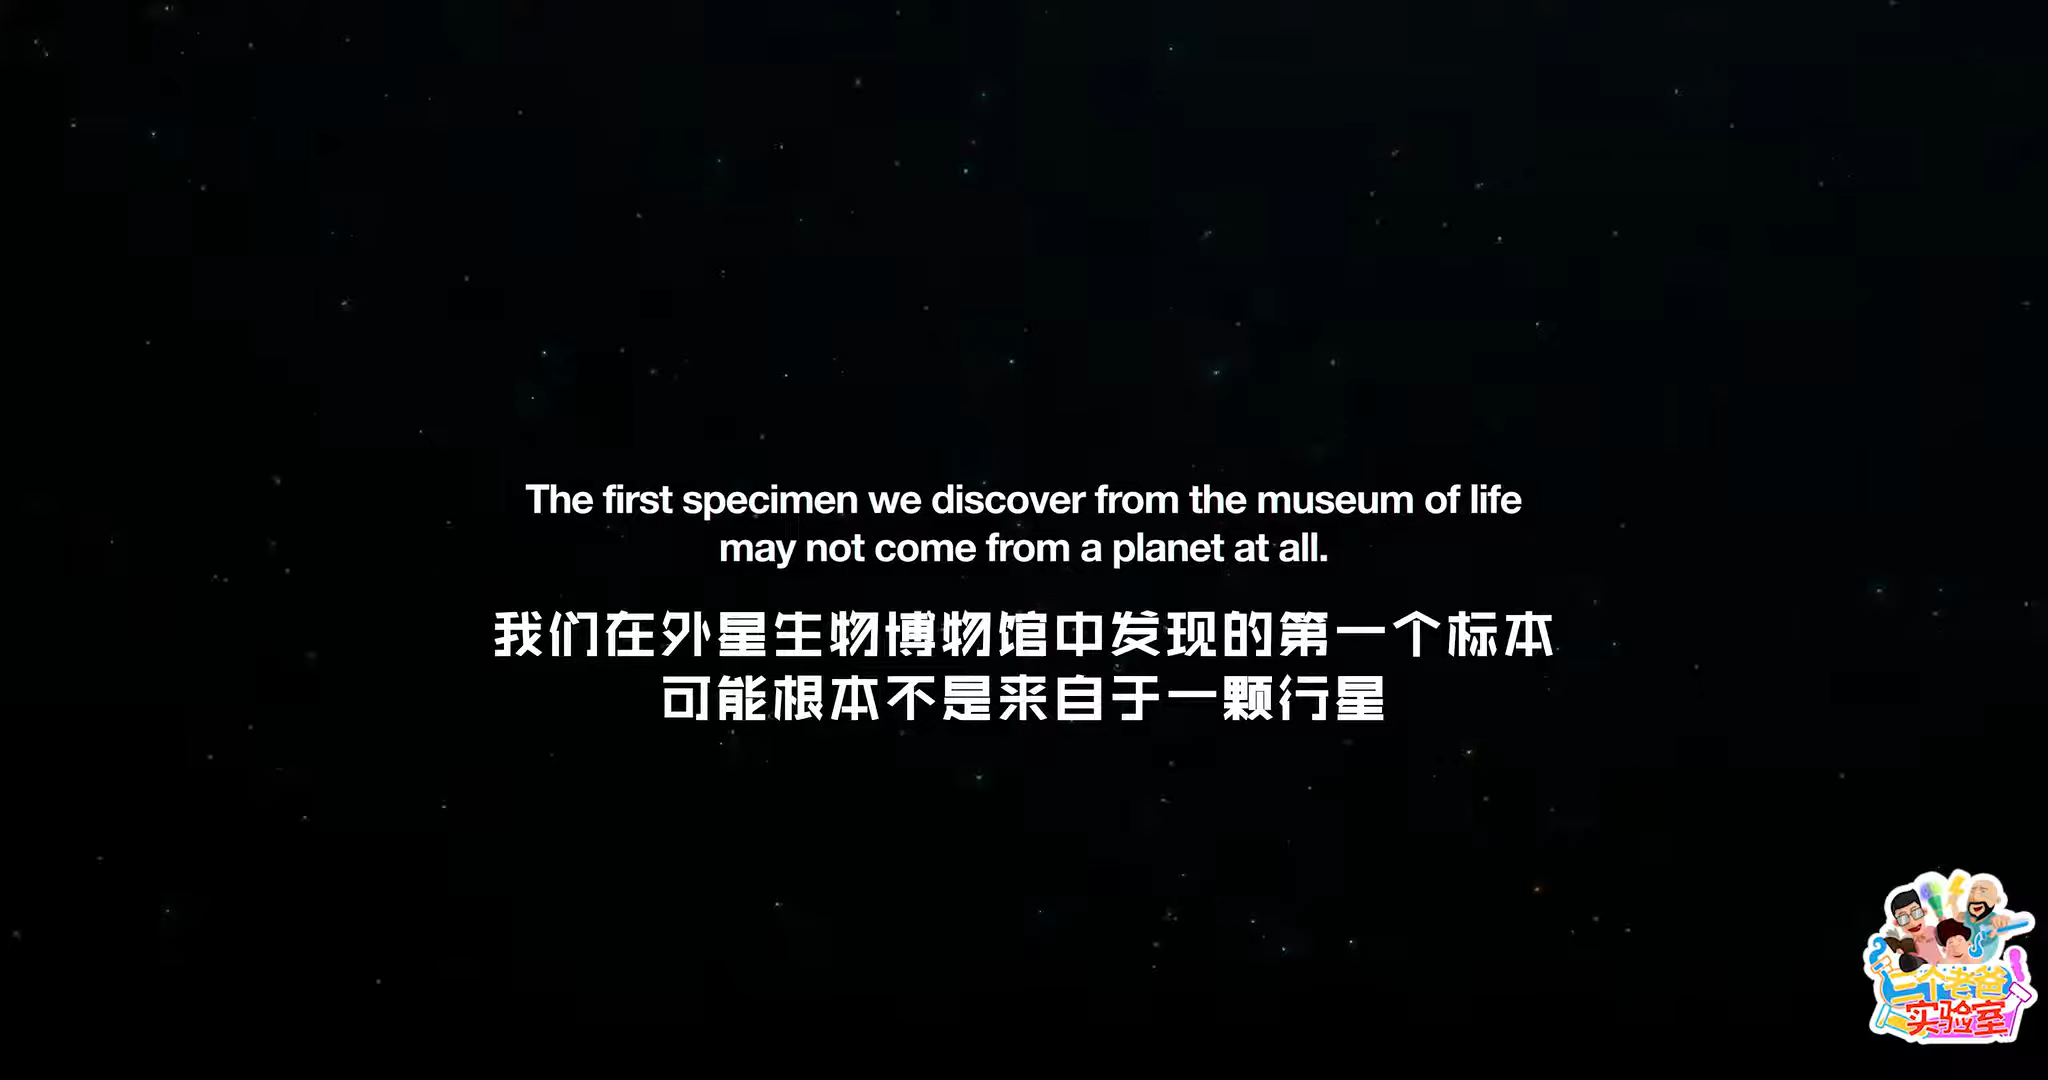 The first specimen we discover from the museum of life
may not come from a planet at all.
我们在外星生物博物馆中发现的第一个标本
可能根本不是来自于一颗行星
三个老爸
实验室